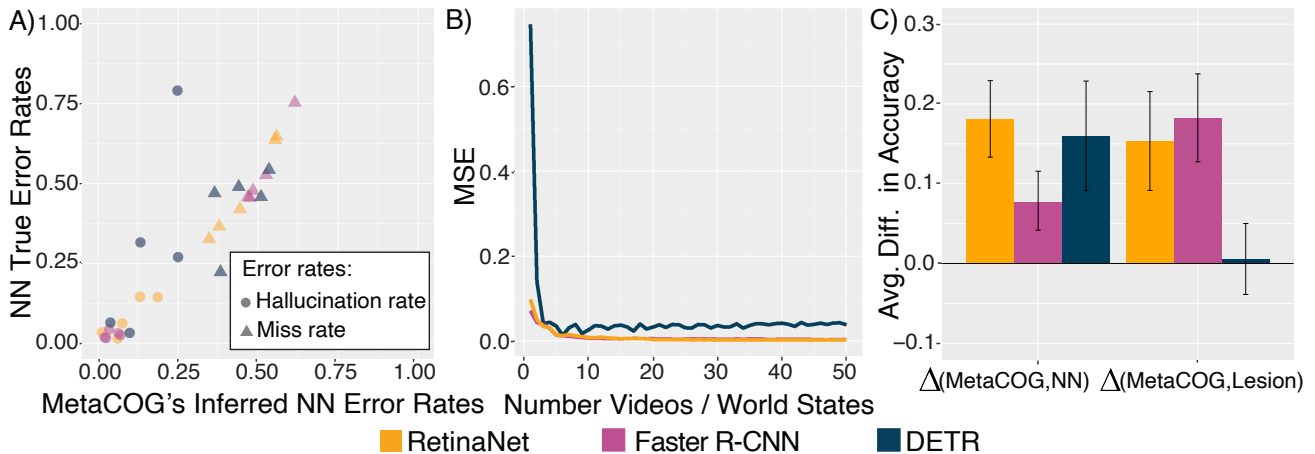 A)
1.00
0.75
0.50
0.25
0.00
NN True Error Rates
0.00 0.25 0.50 0.75 1.00
MetaCOG's Inferred NN Error Rates
Error rates:
Hallucination rate
Miss rate
B)
0.6
0.4
0.2
0.0
MSE
0 10 20 30 40 50
Number Videos / World States
C)
0.3
0.2
0.1
0.0
−0.1
Avg. Diff. in Accuracy
Δ(MetaCOG,NN) Δ(MetaCOG,Lesion)
RetinaNet Faster R-CNN DETR